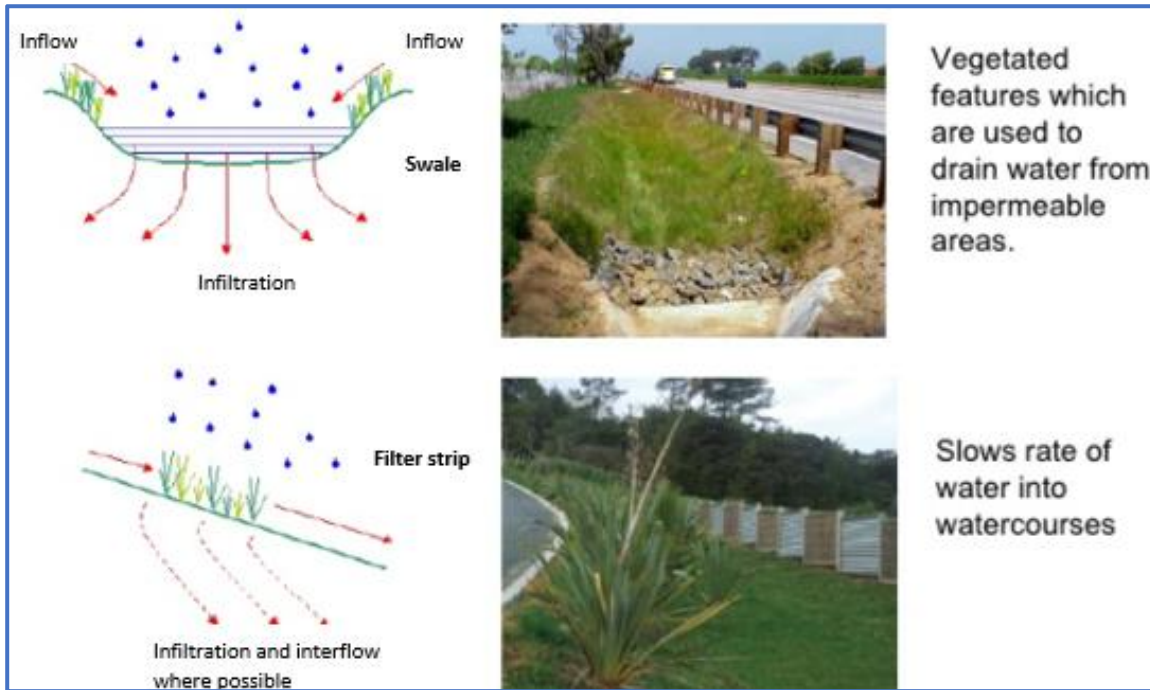 Inflow
Inflow
Swale
Infiltration
Vegetated
features which
are used to
drain water from
impermeable
areas.
Filter strip
Infiltration and interflow
where possible
Slows rate of
water into
watercourses